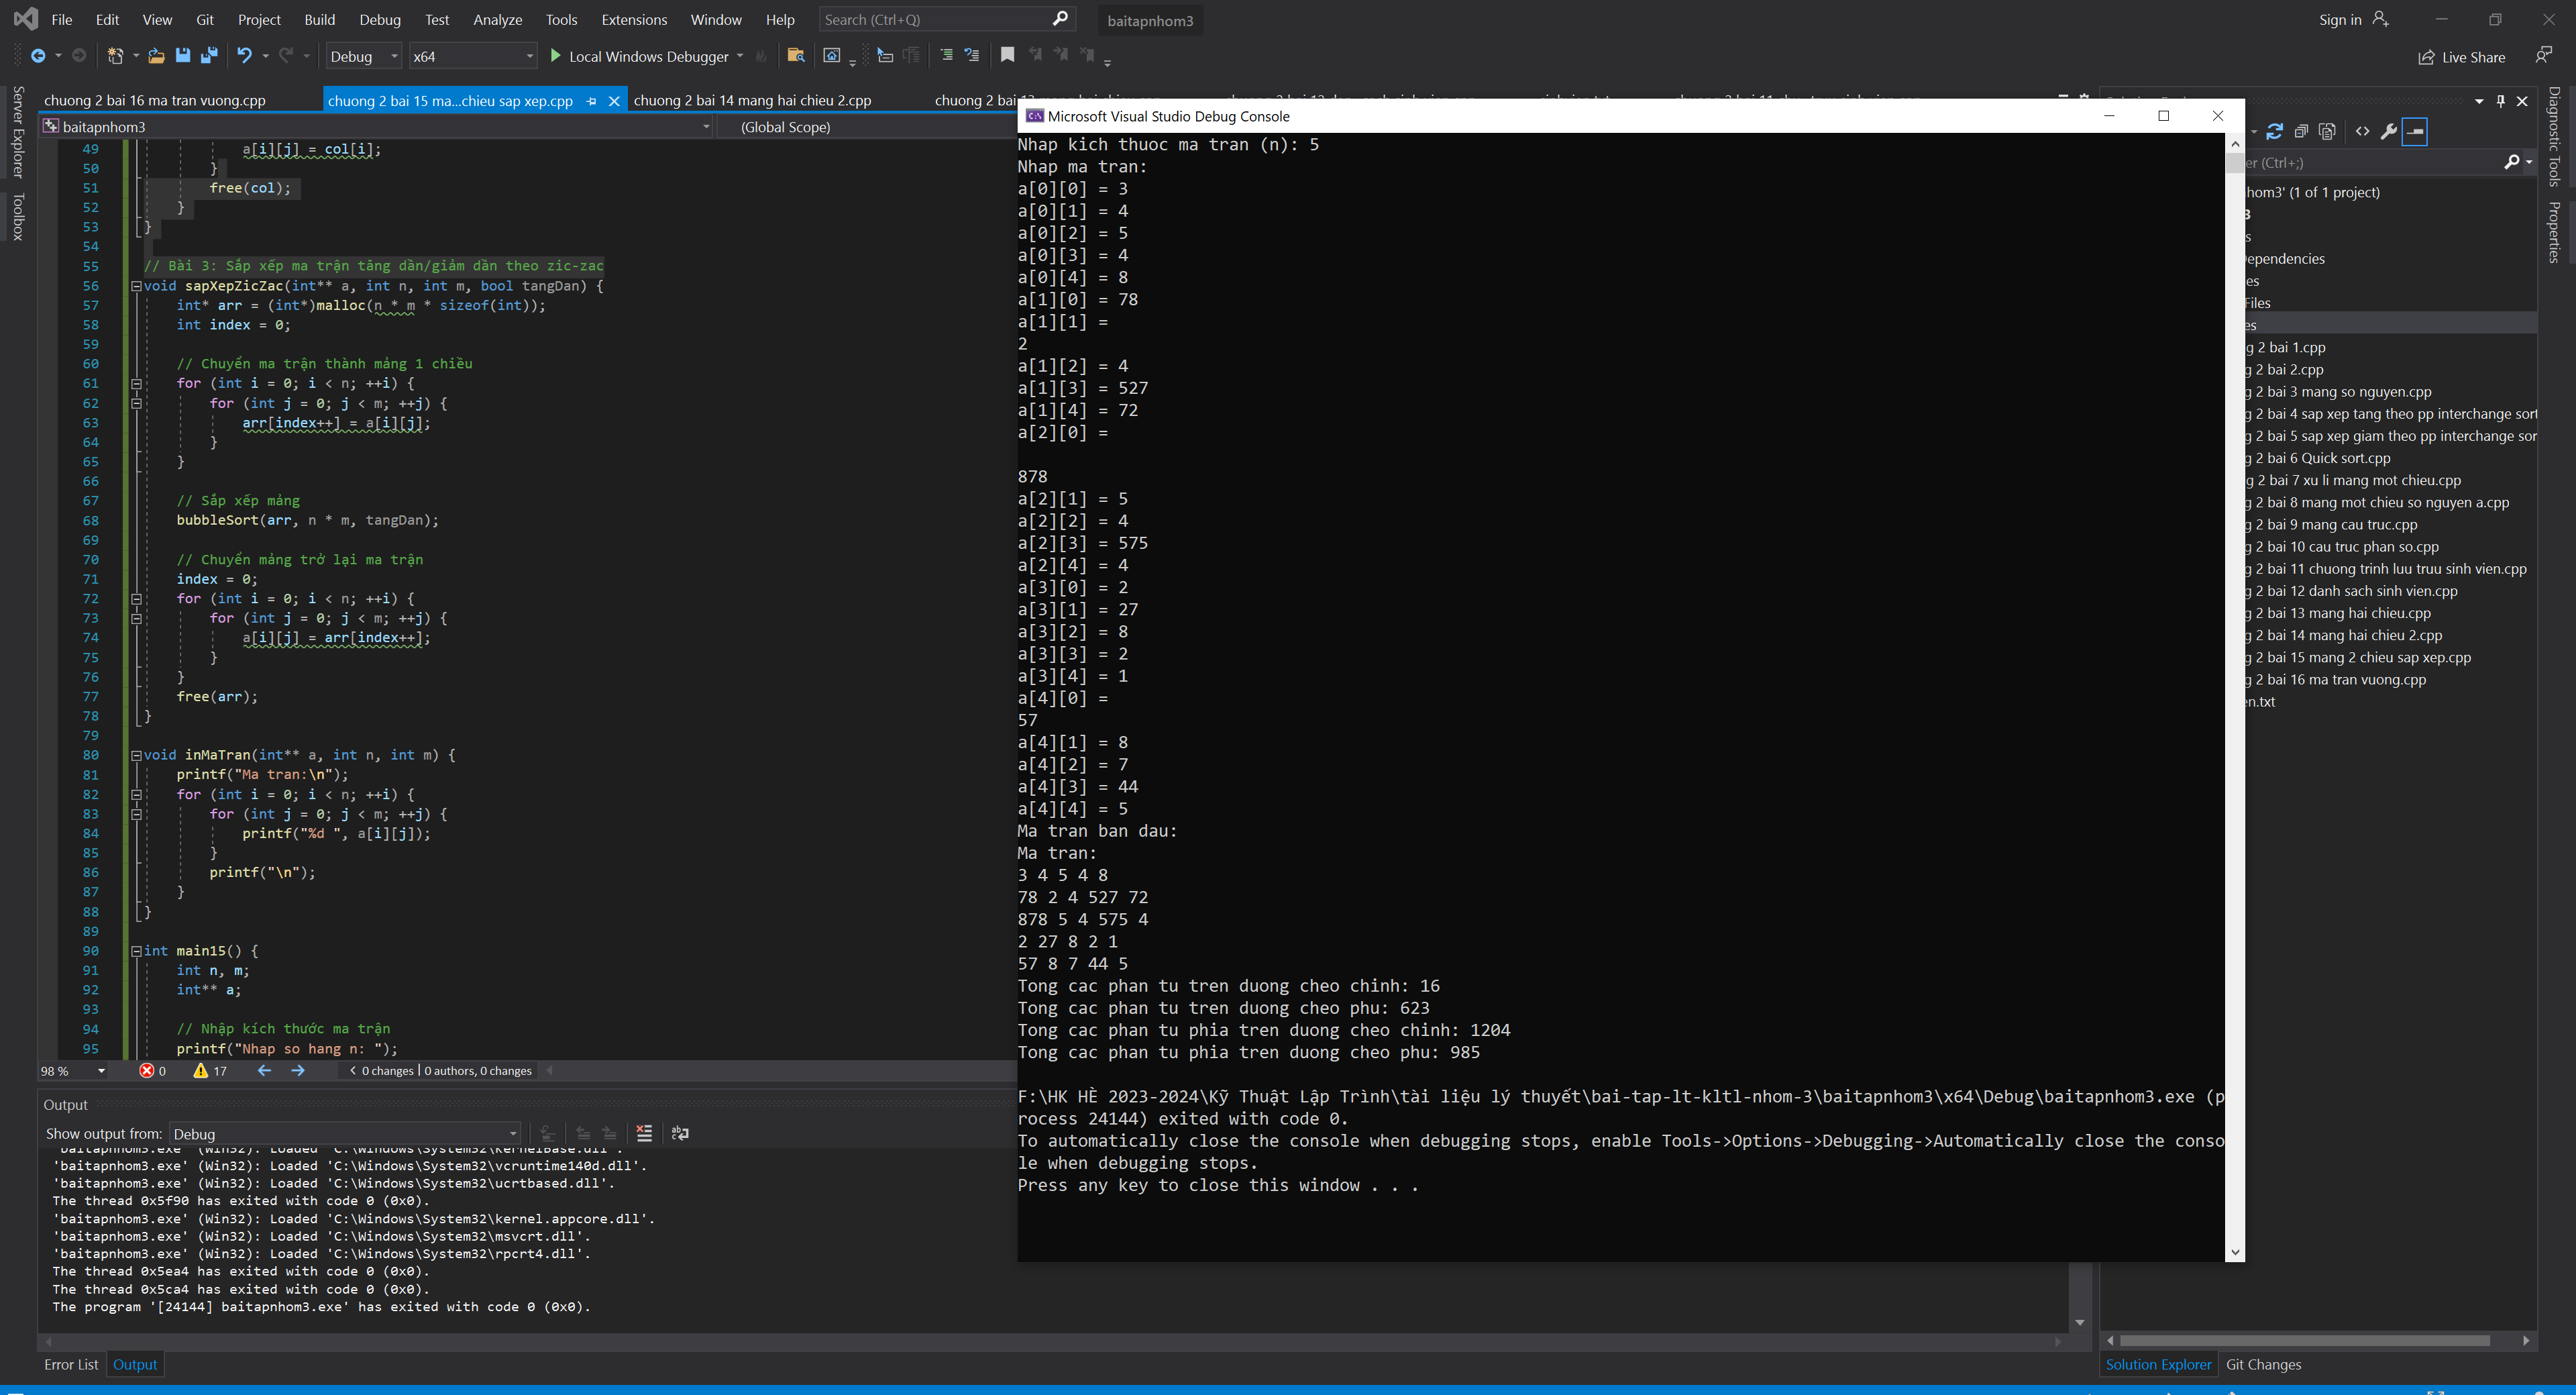 File Edit View Git Project Build Debug Test Analyze Tools Extensions Window Help Search (Ctrl+Q) baitapnhom3 Sign in
Debug x64 Local Windows Debugger Live Share
Server Explorer
Toolbox
chuong 2 bai 16 ma tran vuong.cpp chuong 2 bai 15 ma...chieu sap xep.cpp chuong 2 bai 14 mang hai chieu 2.cpp
baitapnhom3 (Global Scope)
49 a[i][j] = col[i];
50 }
51 free(col);
52 }
53 }
54
55 // Bài 3: Sắp xếp ma trận tăng dần/giảm dần theo zic-zac
56 void sapXepZicZac(int** a, int n, int m, bool tangDan) {
57 int* arr = (int*)malloc(n * m * sizeof(int));
58 int index = 0;
59
60 // Chuyển ma trận thành mảng 1 chiều
61 for (int i = 0; i < n; ++i) {
62 for (int j = 0; j < m; ++j) {
63 arr[index++] = a[i][j];
64 }
65 }
66
67 // Sắp xếp mảng
68 bubbleSort(arr, n * m, tangDan);
69
70 // Chuyển mảng trở lại ma trận
71 index = 0;
72 for (int i = 0; i < n; ++i) {
73 for (int j = 0; j < m; ++j) {
74 a[i][j] = arr[index++];
75 }
76 }
77 free(arr);
78 }
79
80 void inMaTran(int** a, int n, int m) {
81 printf("Ma tran:\n");
82 for (int i = 0; i < n; ++i) {
83 for (int j = 0; j < m; ++j) {
84 printf("%d ", a[i][j]);
85 }
86 printf("\n");
87 }
88 }
89
90 int main15() {
91 int n, m;
92 int** a;
93
94 // Nhập kích thước ma trận
95 printf("Nhap so hang n: ");
98 % 0 17 0 changes | 0 authors, 0 changes
Output
Show output from: Debug
'baitapnhom3.exe' (Win32): Loaded 'C:\Windows\System32\KernelBase.dll'.
'baitapnhom3.exe' (Win32): Loaded 'C:\Windows\System32\vcruntime140d.dll'.
'baitapnhom3.exe' (Win32): Loaded 'C:\Windows\System32\ucrtbased.dll'.
The thread 0x5f90 has exited with code 0 (0x0).
'baitapnhom3.exe' (Win32): Loaded 'C:\Windows\System32\kernel.appcore.dll'.
'baitapnhom3.exe' (Win32): Loaded 'C:\Windows\System32\msvcrt.dll'.
'baitapnhom3.exe' (Win32): Loaded 'C:\Windows\System32\rpcrt4.dll'.
The thread 0x5ea4 has exited with code 0 (0x0).
The thread 0x5ca4 has exited with code 0 (0x0).
The program '[24144] baitapnhom3.exe' has exited with code 0 (0x0).
Error List Output
Microsoft Visual Studio Debug Console
Nhap kich thuoc ma tran (n): 5
Nhap ma tran:
a[0][0] = 3
a[0][1] = 4
a[0][2] = 5
a[0][3] = 4
a[0][4] = 8
a[1][0] = 78
a[1][1] =
2
a[1][2] = 4
a[1][3] = 527
a[1][4] = 72
a[2][0] =
878
a[2][1] = 5
a[2][2] = 4
a[2][3] = 575
a[2][4] = 4
a[3][0] = 2
a[3][1] = 27
a[3][2] = 8
a[3][3] = 2
a[3][4] = 1
a[4][0] =
57
a[4][1] = 8
a[4][2] = 7
a[4][3] = 44
a[4][4] = 5
Ma tran ban dau:
Ma tran:
3 4 5 4 8
78 2 4 527 72
878 5 4 575 4
2 27 8 2 1
57 8 7 44 5
Tong cac phan tu tren duong cheo chinh: 16
Tong cac phan tu tren duong cheo phu: 623
Tong cac phan tu phia tren duong cheo chinh: 1204
Tong cac phan tu phia tren duong cheo phu: 985
F:\HK HÈ 2023-2024\Kỹ Thuật Lập Trình\tài liệu lý thuyết\bai-tap-lt-kltl-nhom-3\baitapnhom3\x64\Debug\baitapnhom3.exe (p
rocess 24144) exited with code 0.
To automatically close the console when debugging stops, enable Tools->Options->Debugging->Automatically close the conso
le when debugging stops.
Press any key to close this window . . .
er (Ctrl+;)
hom3' (1 of 1 project)
3
s
ependencies
es
Files
es
g 2 bai 1.cpp
g 2 bai 2.cpp
g 2 bai 3 mang so nguyen.cpp
g 2 bai 4 sap xep tang theo pp interchange sort
g 2 bai 5 sap xep giam theo pp interchange sor
g 2 bai 6 Quick sort.cpp
g 2 bai 7 xu li mang mot chieu.cpp
g 2 bai 8 mang mot chieu so nguyen a.cpp
g 2 bai 9 mang cau truc.cpp
g 2 bai 10 cau truc phan so.cpp
g 2 bai 11 chuong trinh luu truu sinh vien.cpp
g 2 bai 12 danh sach sinh vien.cpp
g 2 bai 13 mang hai chieu.cpp
g 2 bai 14 mang hai chieu 2.cpp
g 2 bai 15 mang 2 chieu sap xep.cpp
g 2 bai 16 ma tran vuong.cpp
en.txt
Solution Explorer Git Changes
Diagnostic Tools
Properties